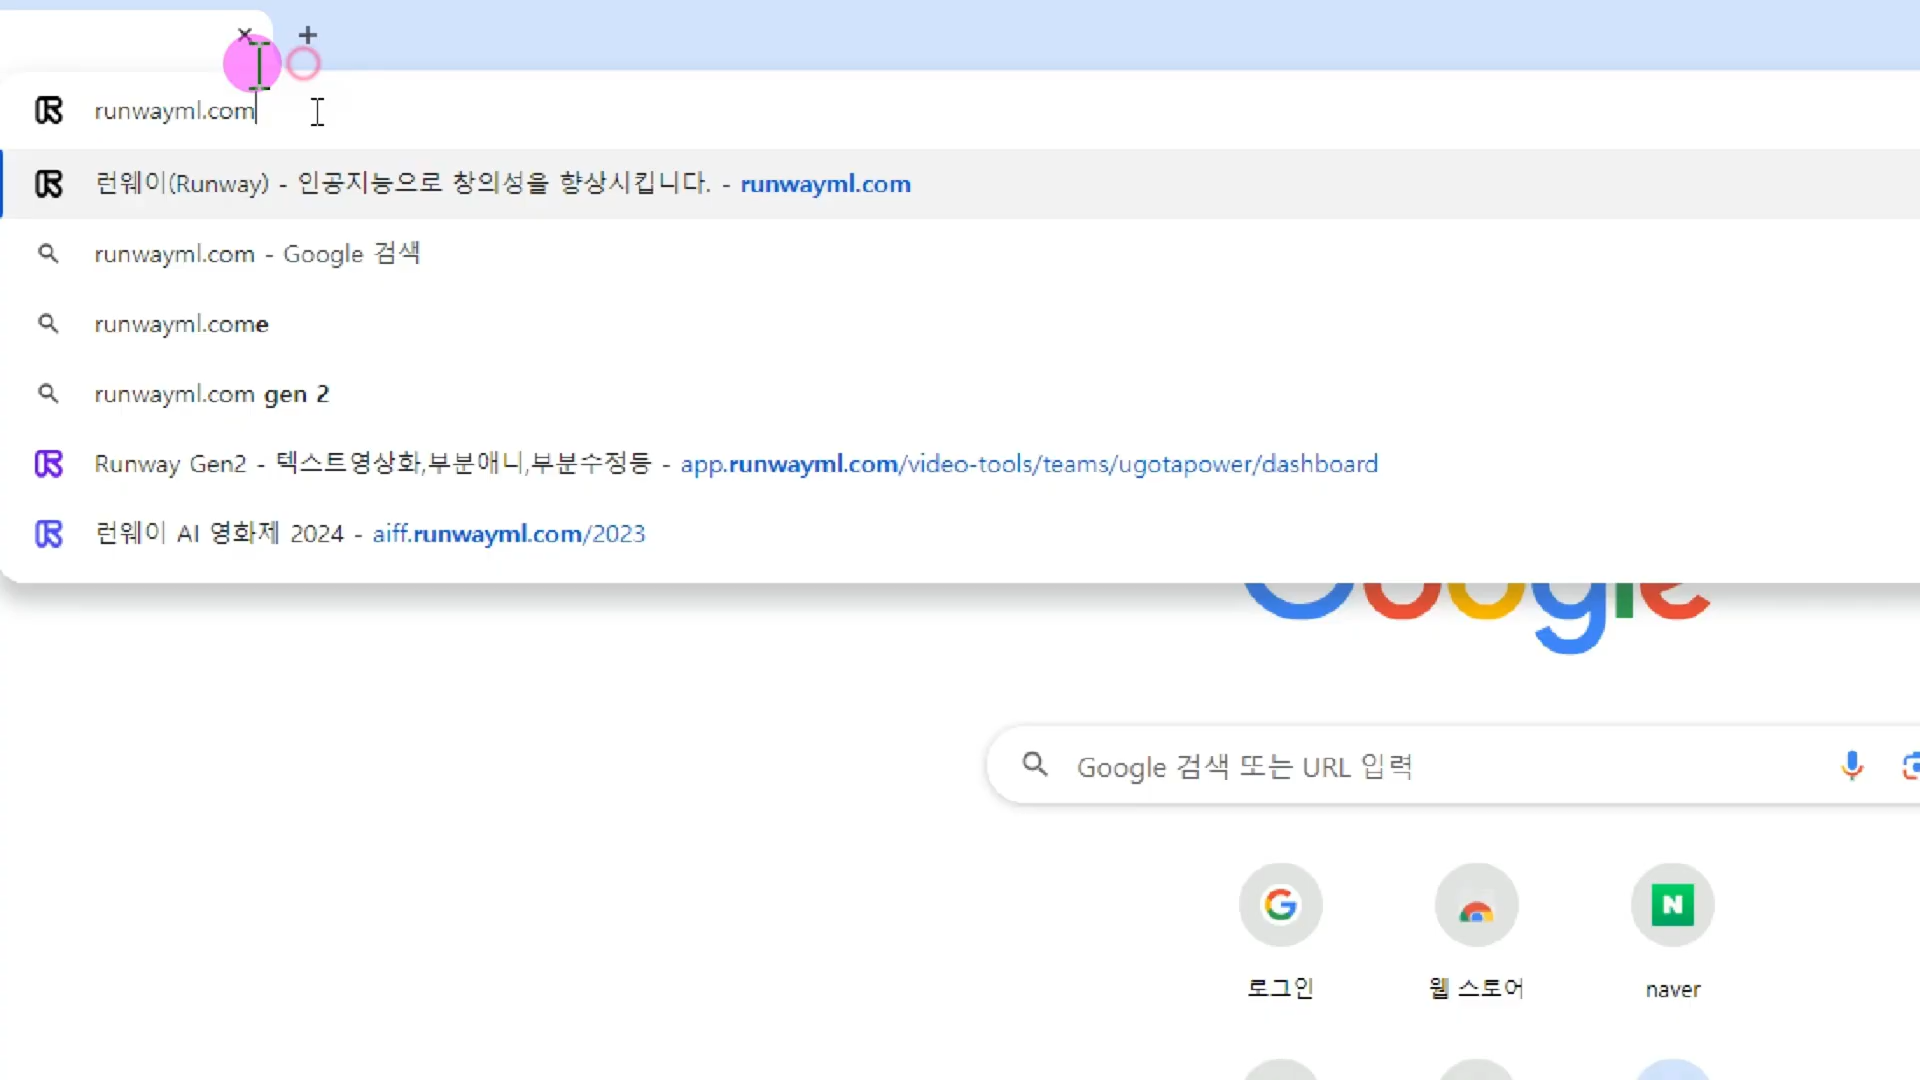 runwayml.com
런웨이(Runway) - 인공지능으로 창의성을 향상시킵니다. - runwayml.com
runwayml.com - Google 검색
runwayml.come
runwayml.com gen 2
Runway Gen2 - 텍스트영상화,부분애니,부분수정등 - app.runwayml.com/video-tools/teams/ugotapower/dashboard
런웨이 AI 영화제 2024 - aiff.runwayml.com/2023
Google
Google 검색 또는 URL 입력
로그인
웹 스토어
naver